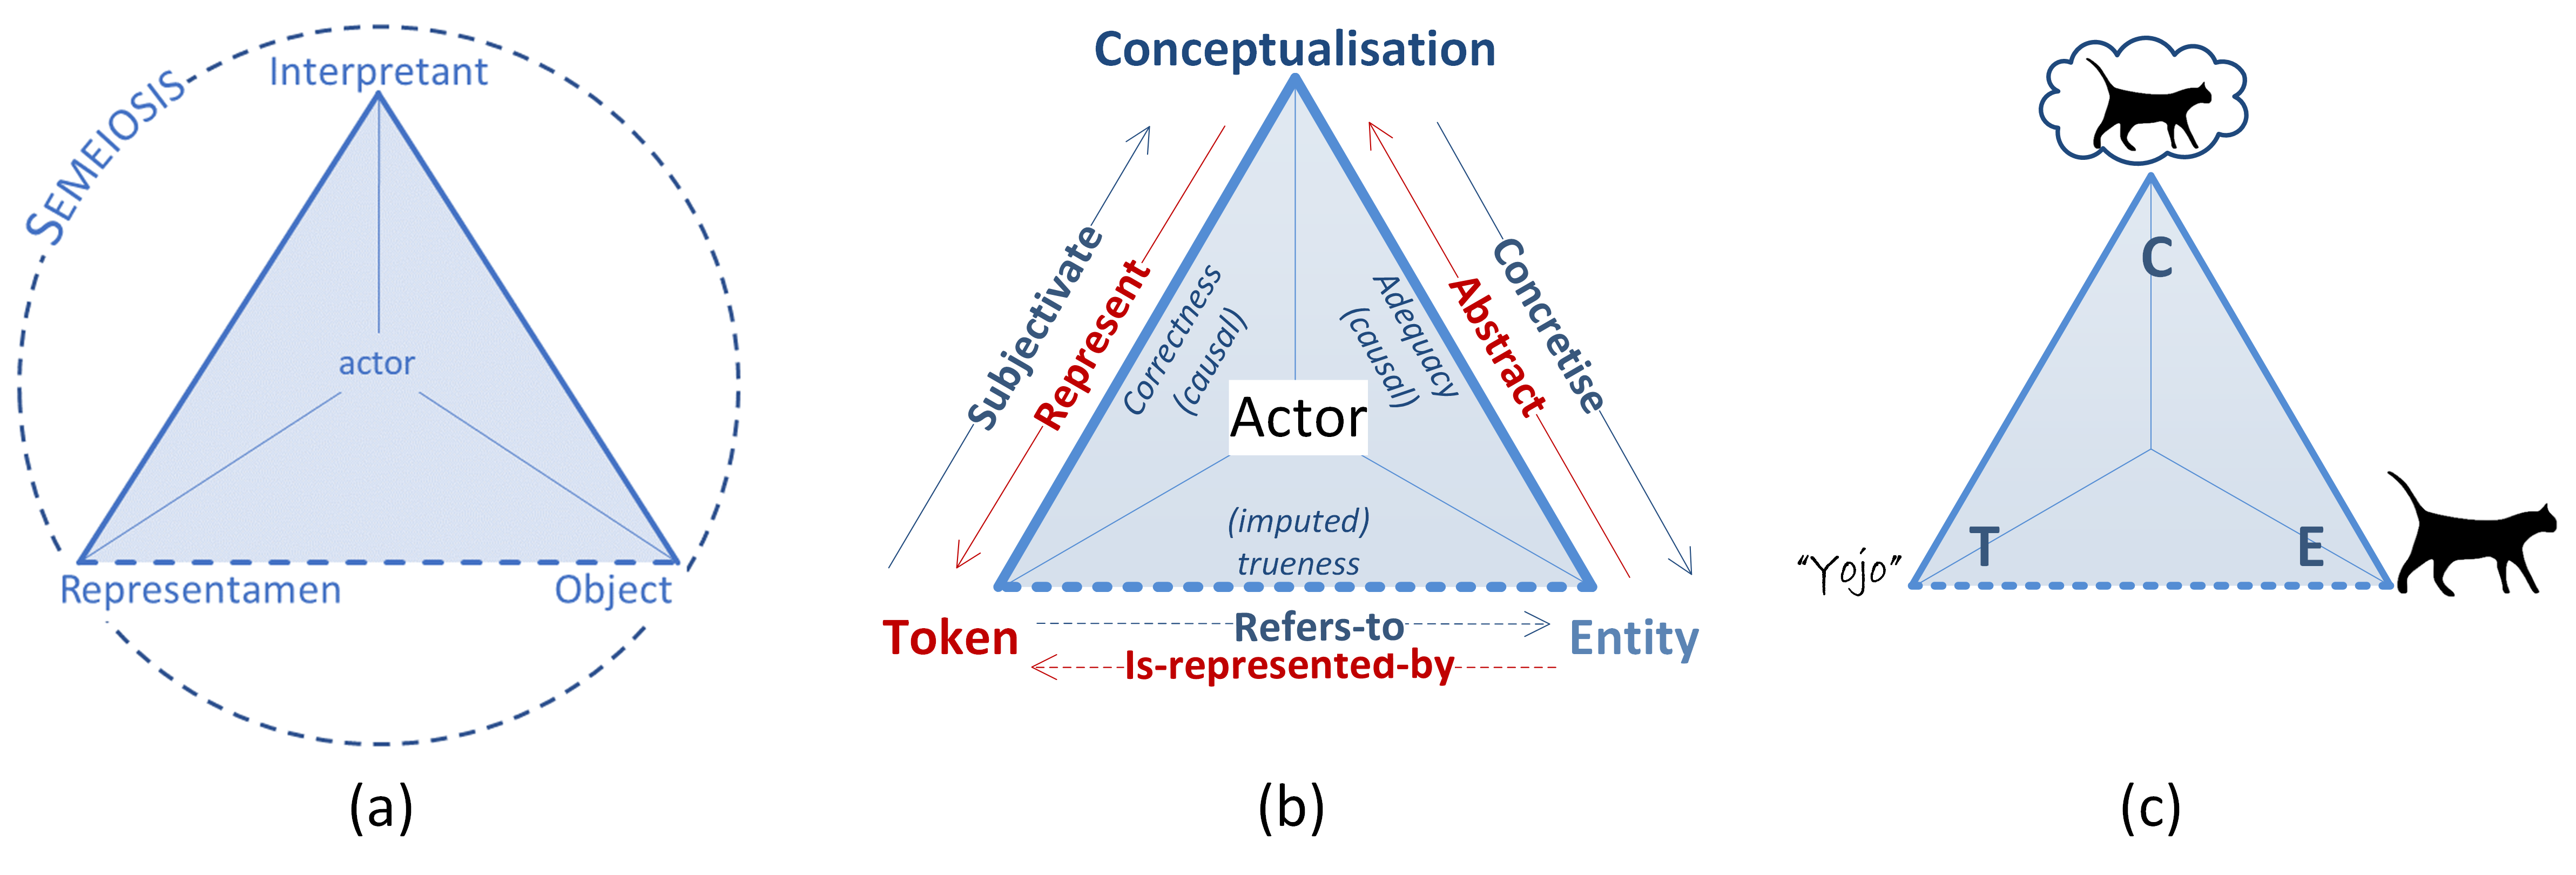 SEMEIOSIS
Interpretant
actor
Representamen
Object
(a)
Conceptualisation
Subjectivate
Represent
Correctness
(causal)
Adequacy
(causal)
Abstract
Concretise
Actor
(imputed)
trueness
Token
Refers-to
Entity
Is-represented-by
(b)
C
T
E
“Yojo”
(c)